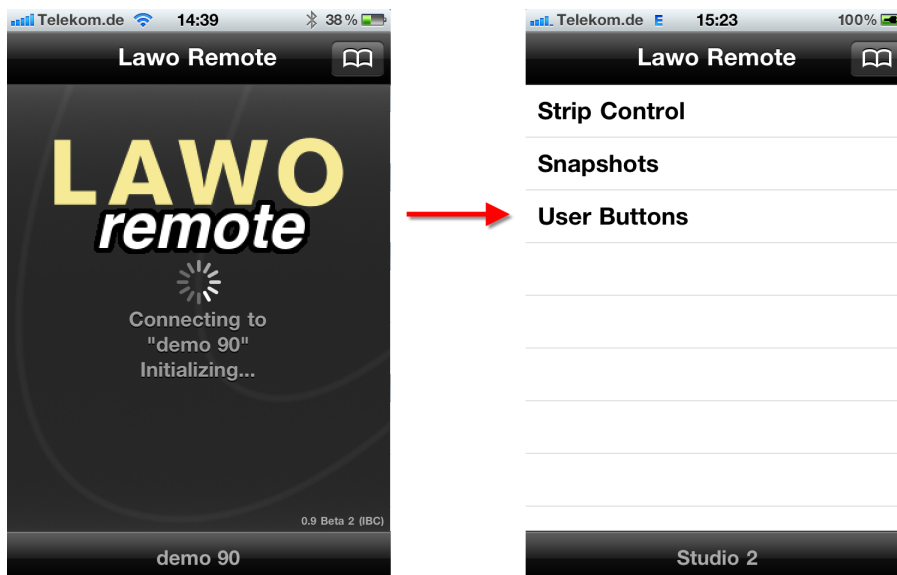 Telekom.de 14:39 38%
Lawo Remote
LAWO
remote
Connecting to
"demo 90"
Initializing...
0.9 Beta 2 (IBC)
demo 90
Telekom.de E 15:23 100%
Lawo Remote
Strip Control
Snapshots
User Buttons
Studio 2